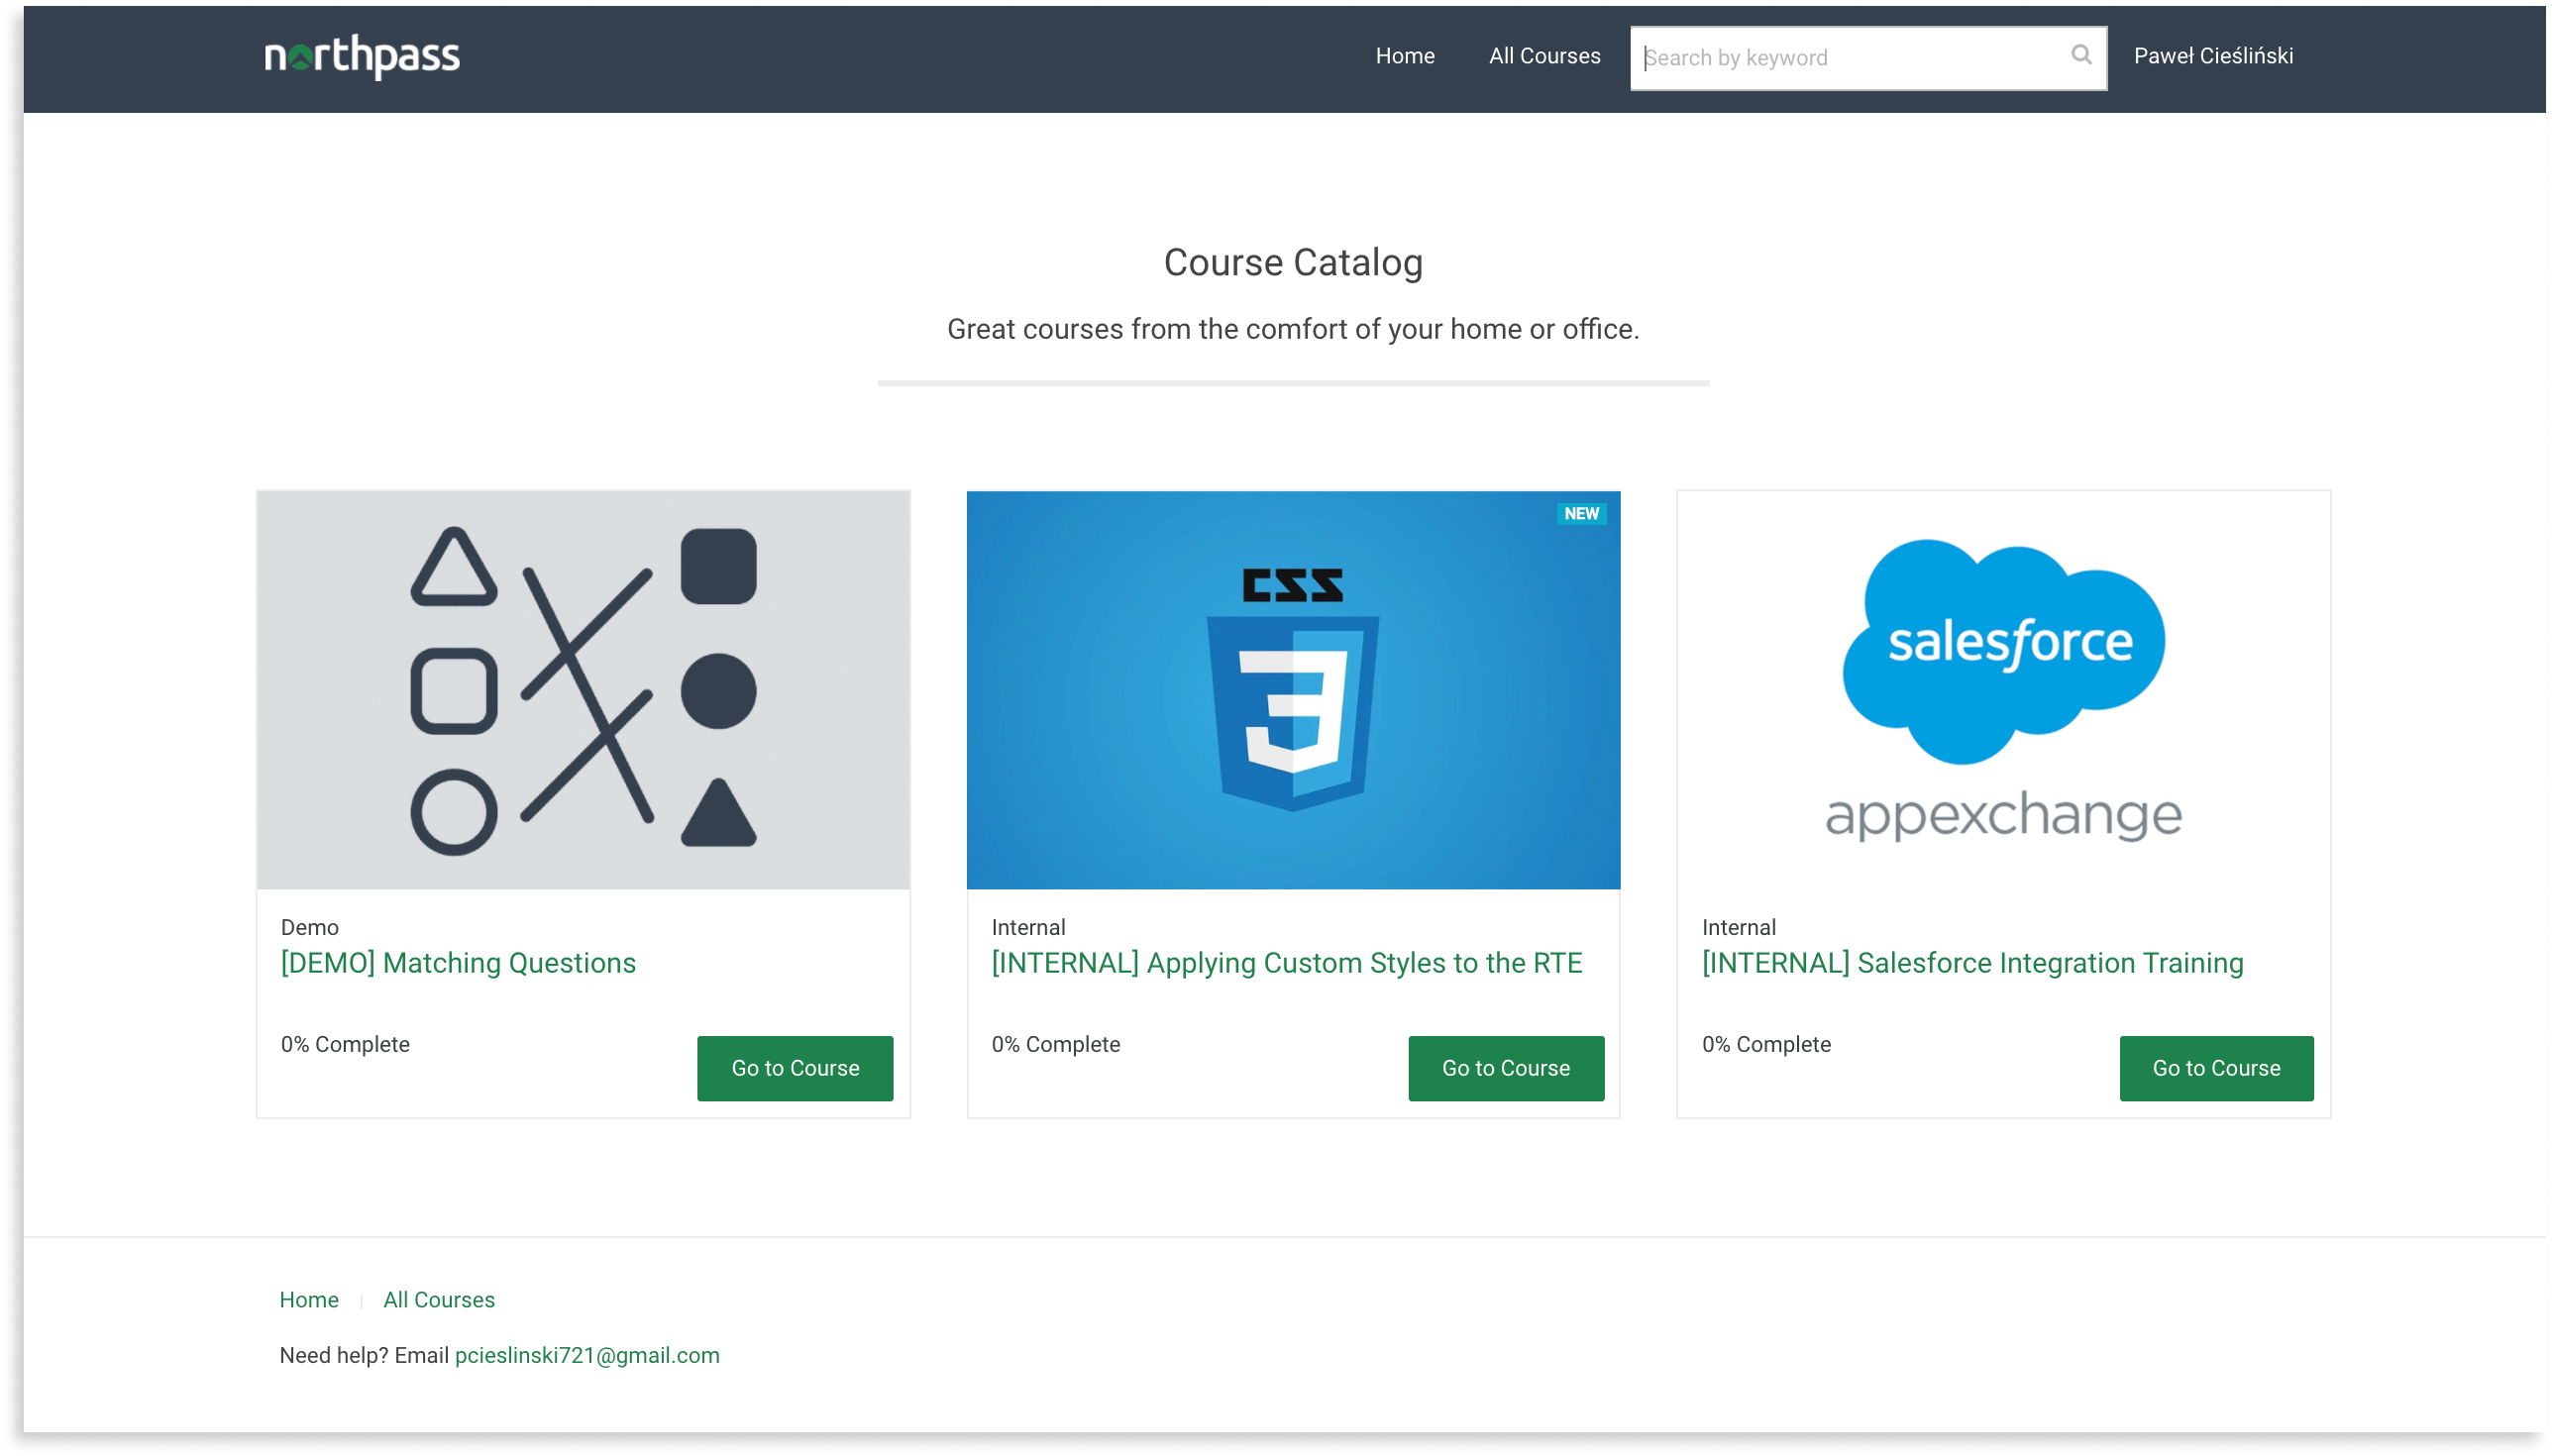 northpass
Home
All Courses
Search by keyword
Paweł Cieśliński
Course Catalog
Great courses from the comfort of your home or office.
NEW
CSS
3
salesforce
appexchange
Demo
[DEMO] Matching Questions
0% Complete
Go to Course
Internal
[INTERNAL] Applying Custom Styles to the RTE
0% Complete
Go to Course
Internal
[INTERNAL] Salesforce Integration Training
0% Complete
Go to Course
Home | All Courses
Need help? Email pcieslinski721@gmail.com